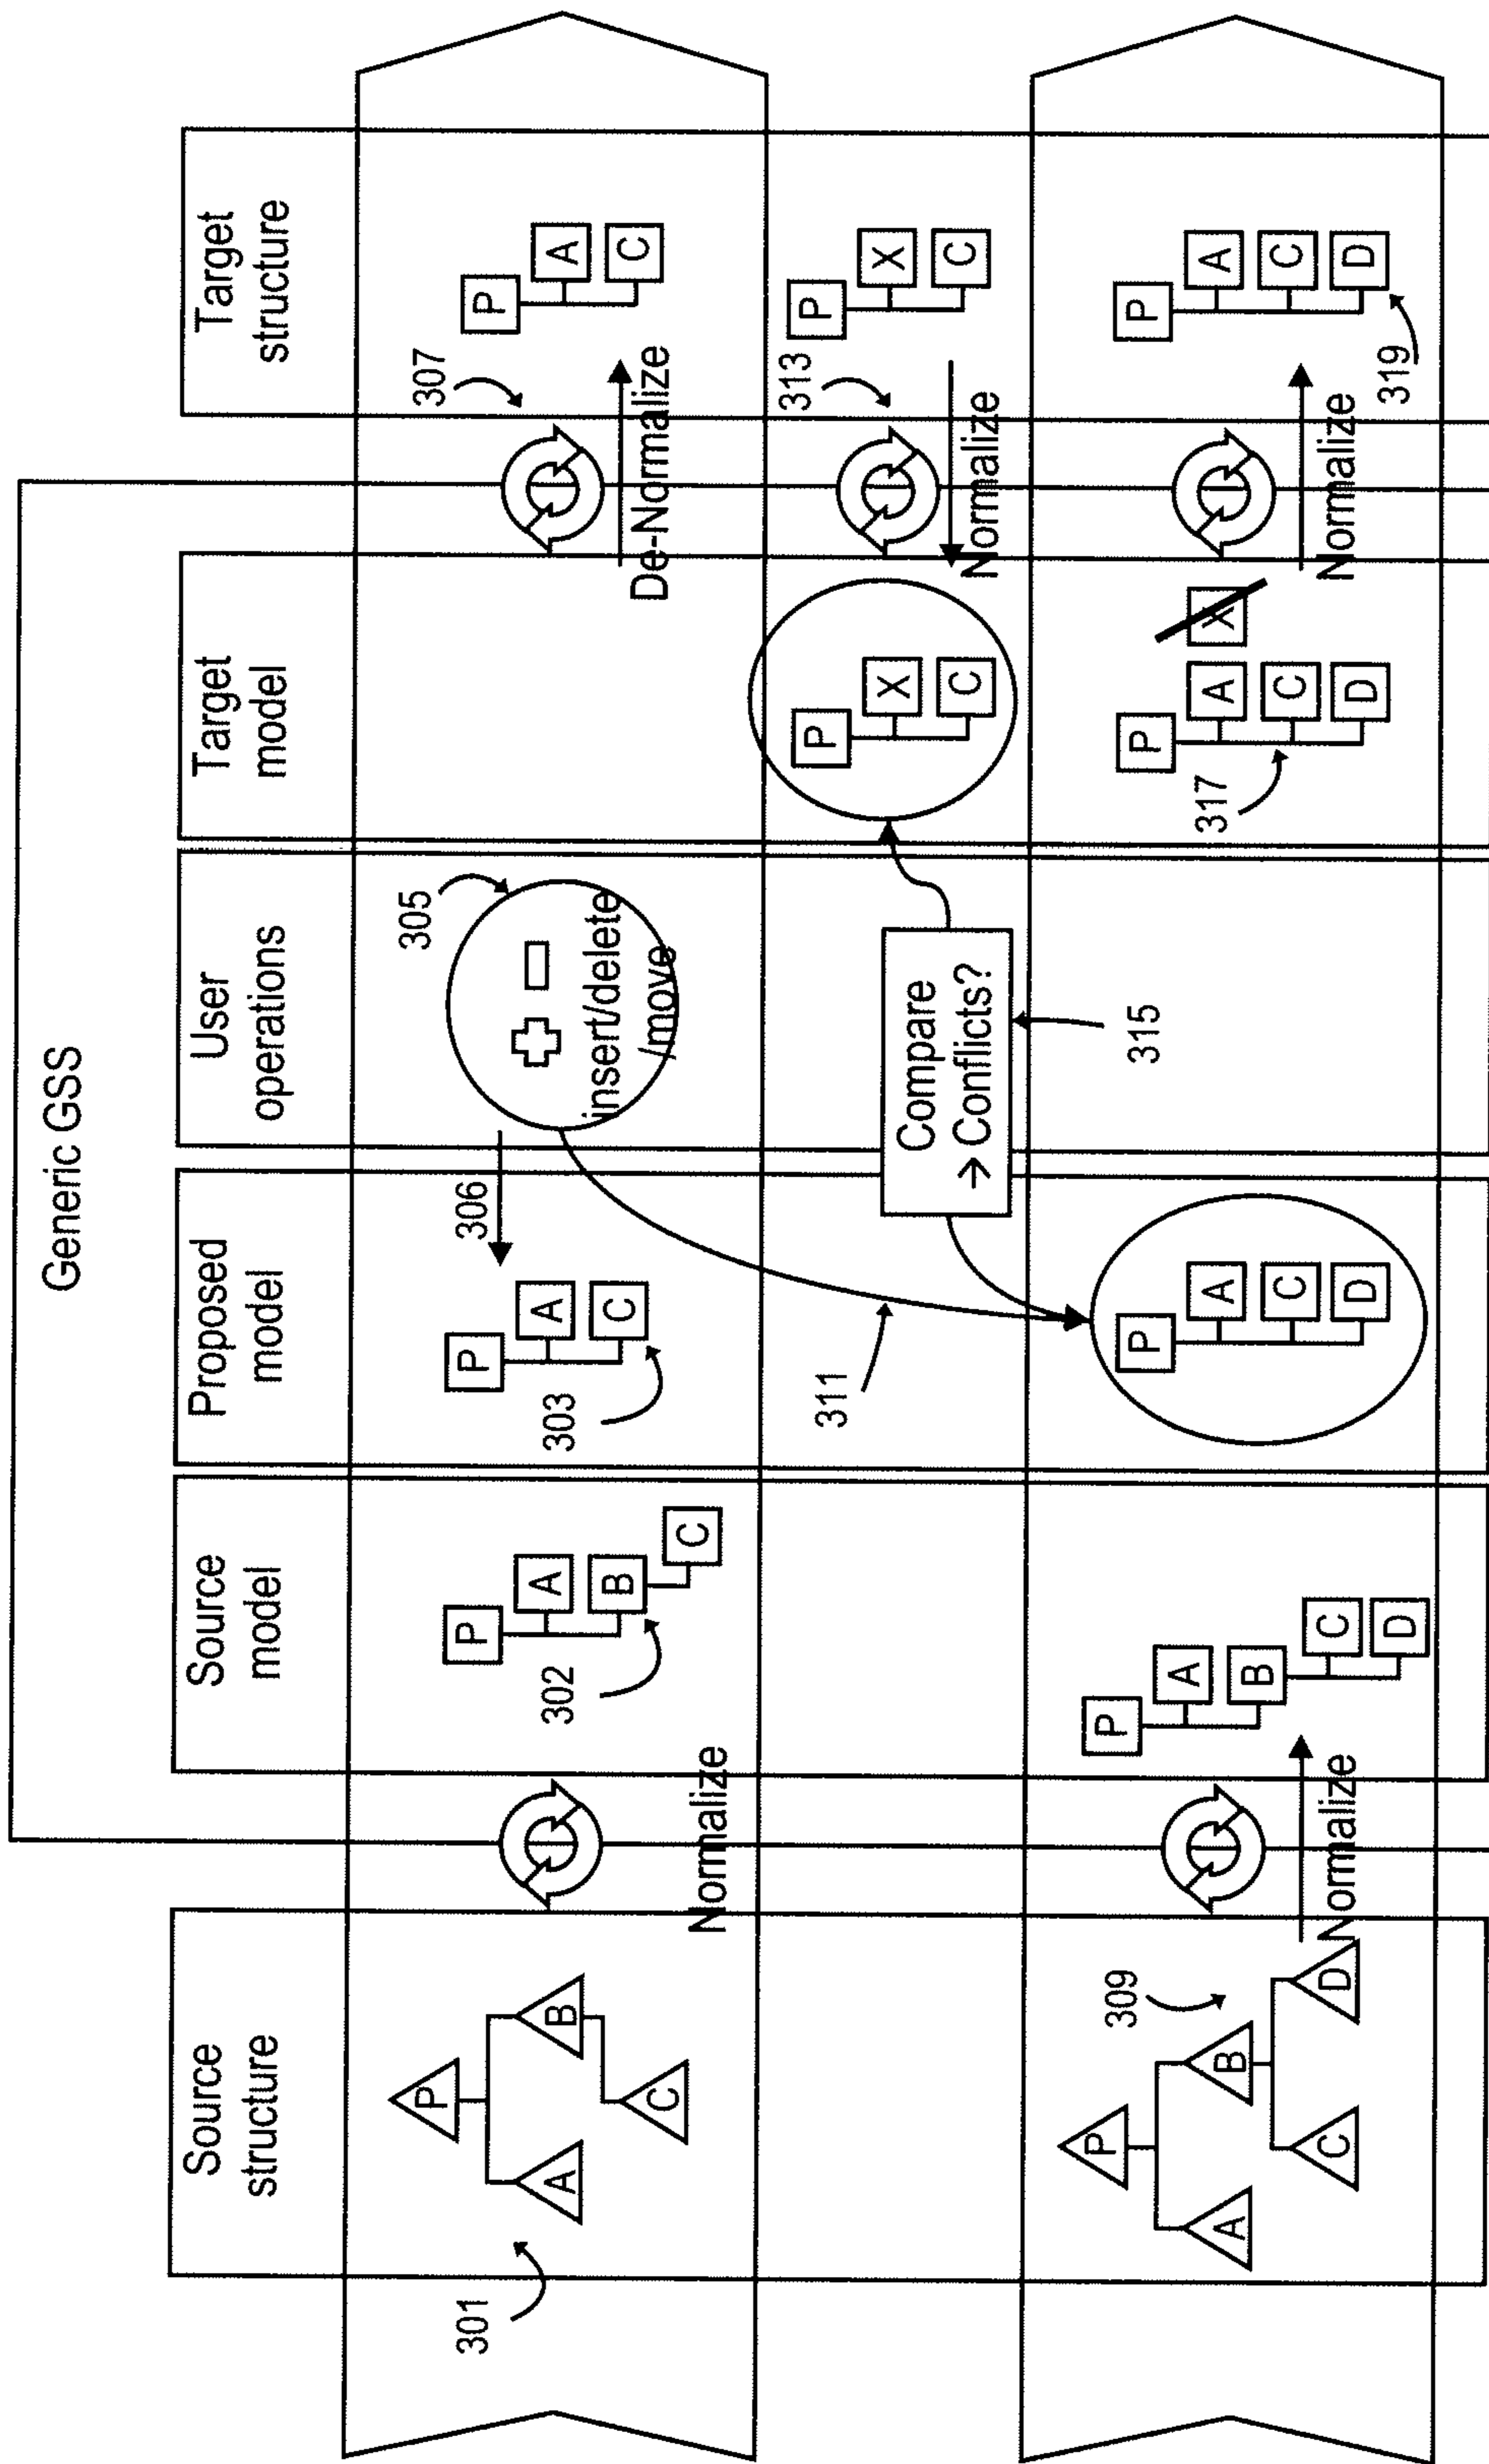 Generic GSS
Source
structure
Source
model
Proposed
model
User
operations
Target
model
Target
structure
301
P
A
B
C
Normalize
302
P
A
B
C
303
P
A
C
306
305
insert/delete
/move
De-Normalize
307
P
A
C
311
Compare
→ Conflicts?
315
P
X
C
Normalize
313
P
X
C
309
P
A
B
C
D
Normalize
P
A
B
C
D
P
A
C
D
317
P
A
C
D
X
Normalize
319
P
A
C
D